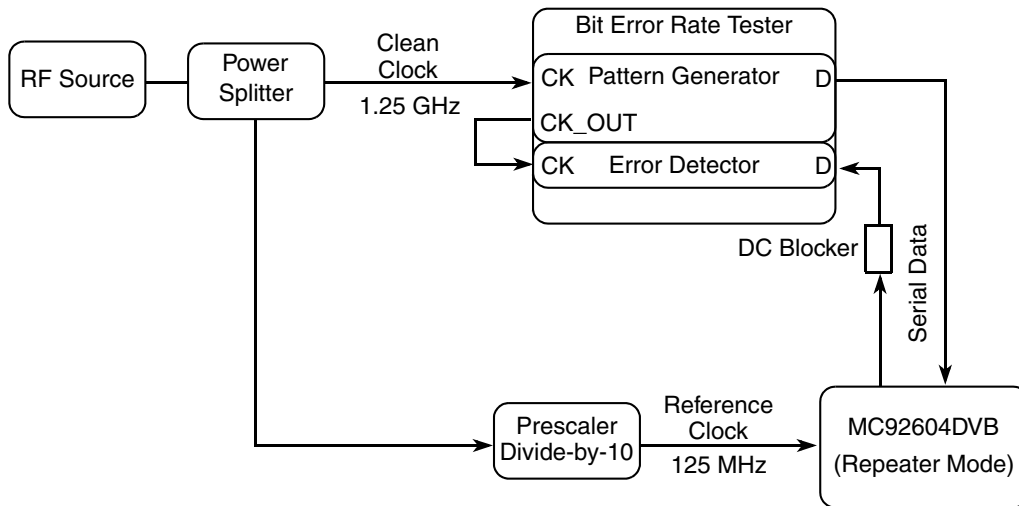 Bit Error Rate Tester
RF Source
Power
Splitter
Clean
Clock
1.25 GHz
CK Pattern Generator D
CK_OUT
CK Error Detector D
DC Blocker
Serial Data
Prescaler
Divide-by-10
Reference
Clock
125 MHz
MC92604DVB
(Repeater Mode)